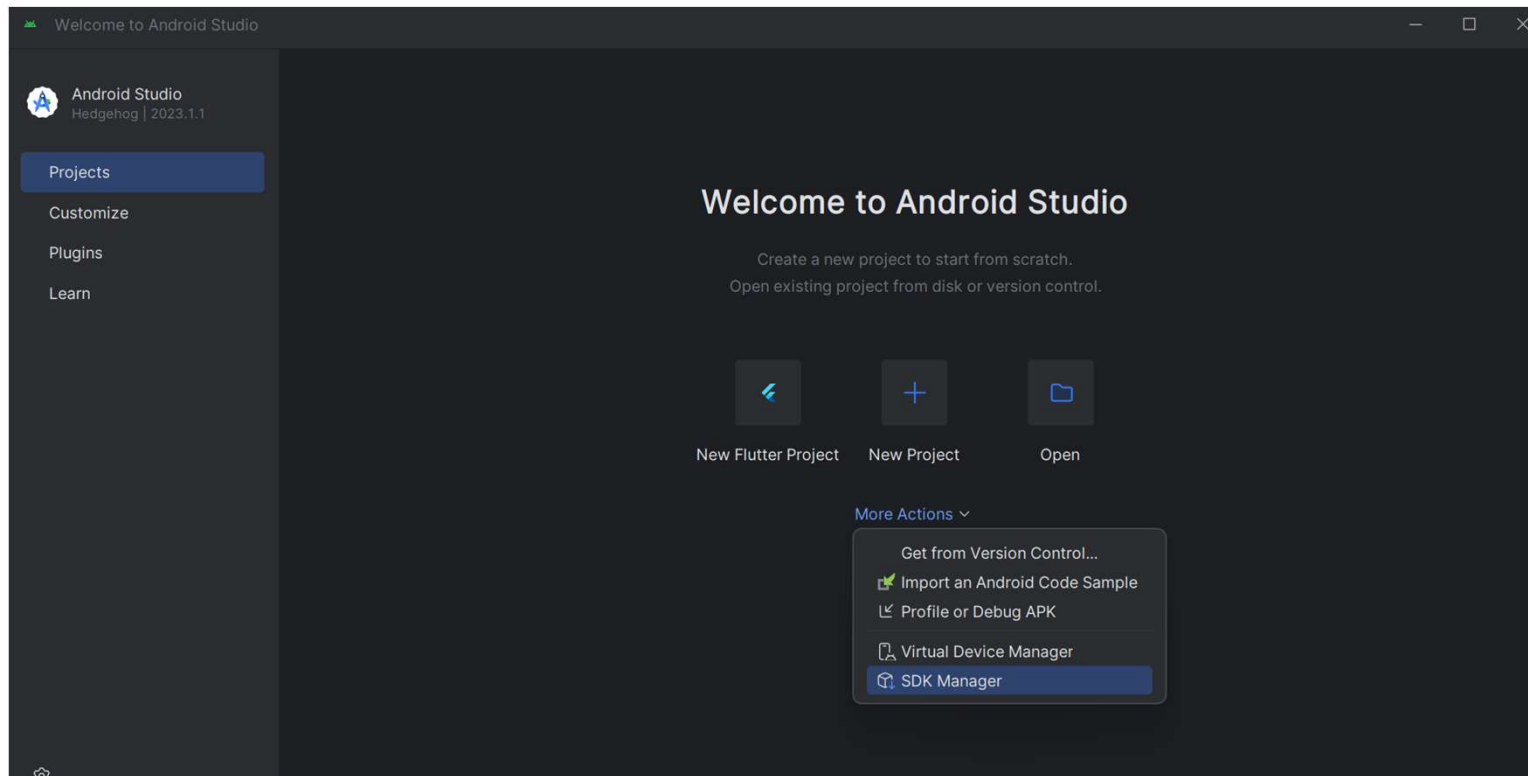 Welcome to Android Studio
Android Studio
Hedgehog | 2023.1.1
Projects
Customize
Plugins
Learn
Welcome to Android Studio
Create a new project to start from scratch.
Open existing project from disk or version control.
New Flutter Project
New Project
Open
More Actions
Get from Version Control...
Import an Android Code Sample
Profile or Debug APK
Virtual Device Manager
SDK Manager